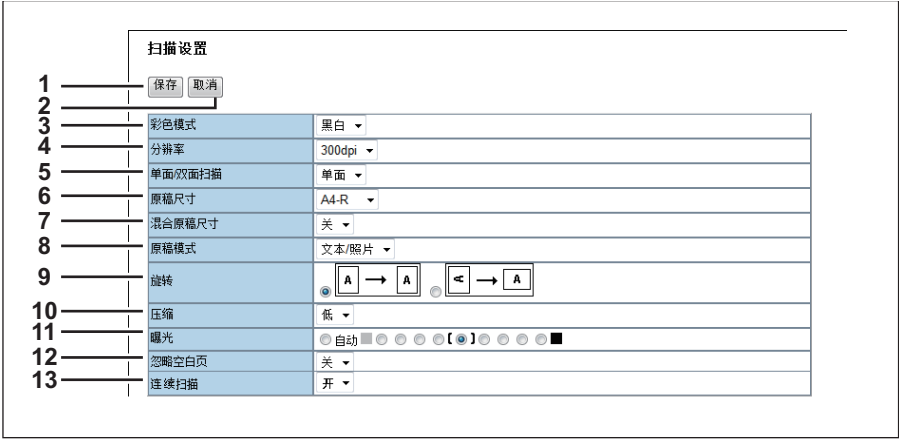 扫描设置
1 保存 取消
2
3 彩色模式 黑白
4 分辨率 300dpi
5 单面/双面扫描 单面
6 原稿尺寸 A4-R
7 混合原稿尺寸 关
8 原稿模式 文本/照片
9 旋转 A → A A → A
10 压缩 低
11 曝光 自动 [ ]
12 忽略空白页 关
13 连续扫描 开